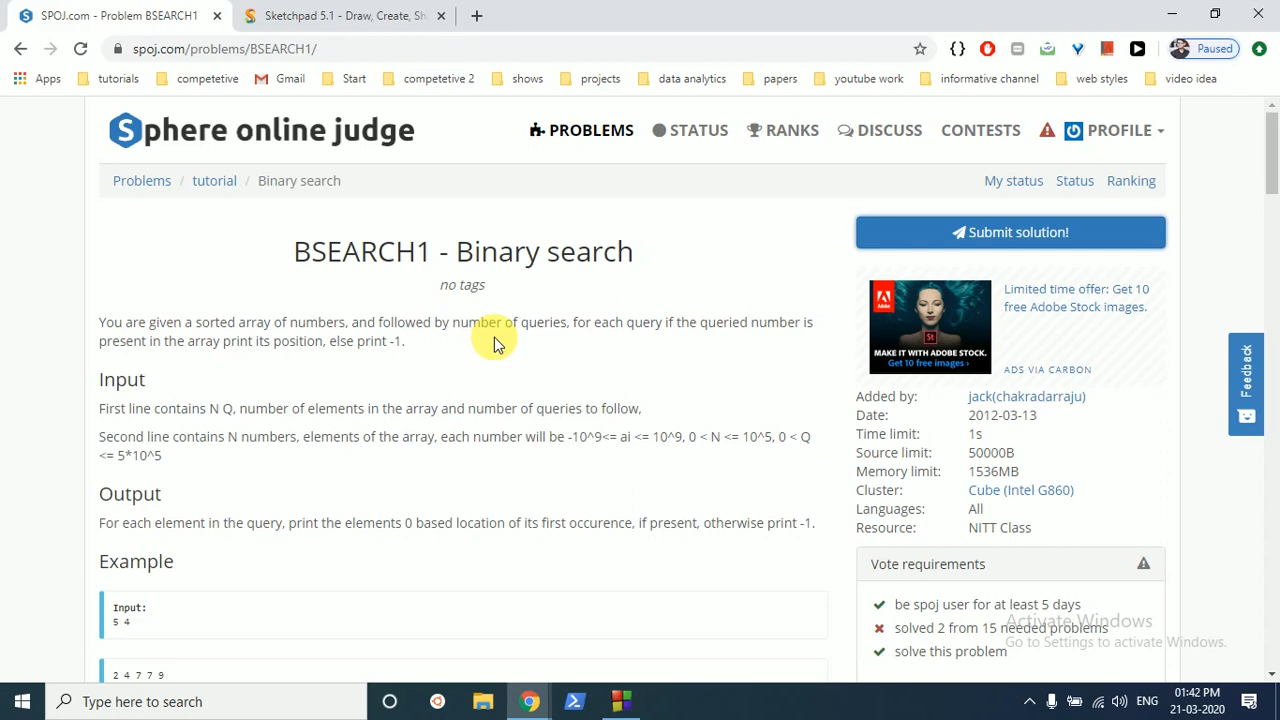 SPOJ.com - Problem BSEARCH1
Sketchpad 5.1 - Draw, Create, Sh
spoj.com/problems/BSEARCH1/
Paused
Apps
tutorials
competetive
Gmail
Start
competetive 2
shows
projects
data analytics
papers
youtube work
informative channel
web styles
video idea
Sphere online judge
PROBLEMS
STATUS
RANKS
DISCUSS
CONTESTS
PROFILE
Problems / tutorial / Binary search
My status
Status
Ranking
BSEARCH1 - Binary search
no tags
You are given a sorted array of numbers, and followed by number of queries, for each query if the queried number is
present in the array print its position, else print -1.
Input
First line contains N Q, number of elements in the array and number of queries to follow,
Second line contains N numbers, elements of the array, each number will be -10^9<= ai <= 10^9, 0 < N <= 10^5, 0 < Q
<= 5*10^5
Output
For each element in the query, print the elements 0 based location of its first occurence, if present, otherwise print -1.
Example
Input:
5 4
2 4 7 7 9
Submit solution!
MAKE IT WITH ADOBE STOCK.
Get 10 free images ›
Limited time offer: Get 10
free Adobe Stock images.
ADS VIA CARBON
Added by: jack(chakradarraju)
Date: 2012-03-13
Time limit: 1s
Source limit: 50000B
Memory limit: 1536MB
Cluster: Cube (Intel G860)
Languages: All
Resource: NITT Class
Vote requirements
be spoj user for at least 5 days
solved 2 from 15 needed problems
solve this problem
Feedback
Activate Windows
Go to Settings to activate Windows.
Type here to search
ENG
01:42 PM
21-03-2020